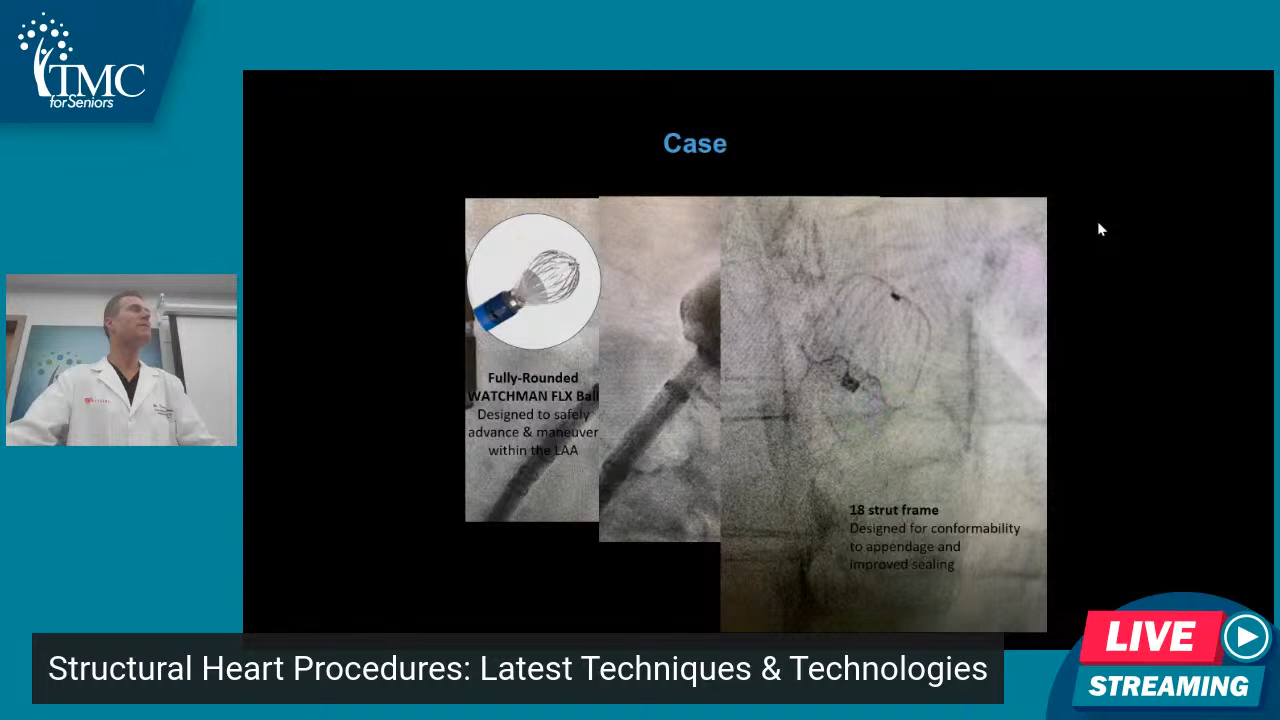 TMC
for Seniors
Case
Fully-Rounded
WATCHMAN FLX Ball
Designed to safely
advance & maneuver
within the LAA
18 strut frame
Designed for conformability
to appendage and
improved sealing
Structural Heart Procedures: Latest Techniques & Technologies
LIVE
STREAMING